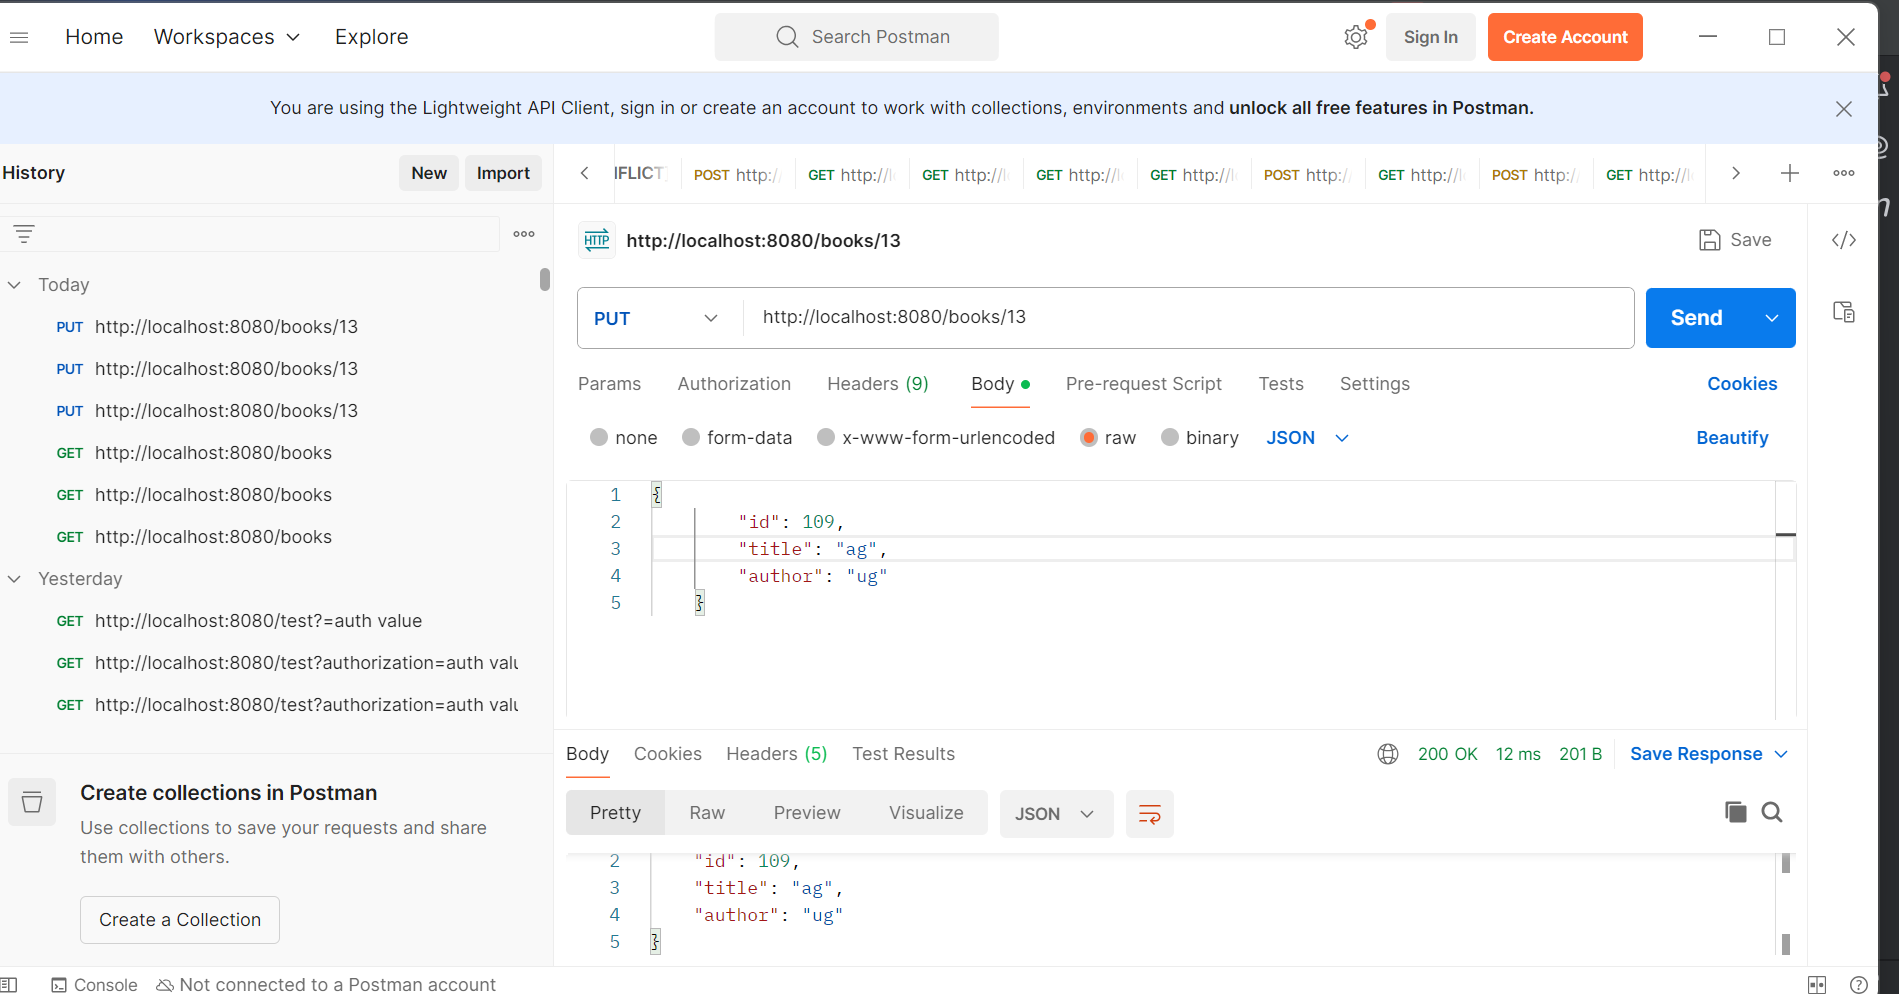 Home Workspaces Explore Search Postman Sign In Create Account
You are using the Lightweight API Client, sign in or create an account to work with collections, environments and unlock all free features in Postman.
History New Import
IFLICT POST http:/ GET http://l GET http://l GET http://l GET http://l POST http:/ GET http://l POST http:/ GET http://l
HTTP http://localhost:8080/books/13 Save </>
PUT http://localhost:8080/books/13 Send
Params Authorization Headers (9) Body Pre-request Script Tests Settings Cookies
none form-data x-www-form-urlencoded raw binary JSON Beautify
1 {
2 "id": 109,
3 "title": "ag",
4 "author": "ug"
5 }
Today
PUT http://localhost:8080/books/13
PUT http://localhost:8080/books/13
PUT http://localhost:8080/books/13
GET http://localhost:8080/books
GET http://localhost:8080/books
GET http://localhost:8080/books
Yesterday
GET http://localhost:8080/test?=auth value
GET http://localhost:8080/test?authorization=auth valu
GET http://localhost:8080/test?authorization=auth valu
Create collections in Postman
Use collections to save your requests and share
them with others.
Create a Collection
Body Cookies Headers (5) Test Results 200 OK 12 ms 201 B Save Response
Pretty Raw Preview Visualize JSON
2 "id": 109,
3 "title": "ag",
4 "author": "ug"
5 }
Console Not connected to a Postman account